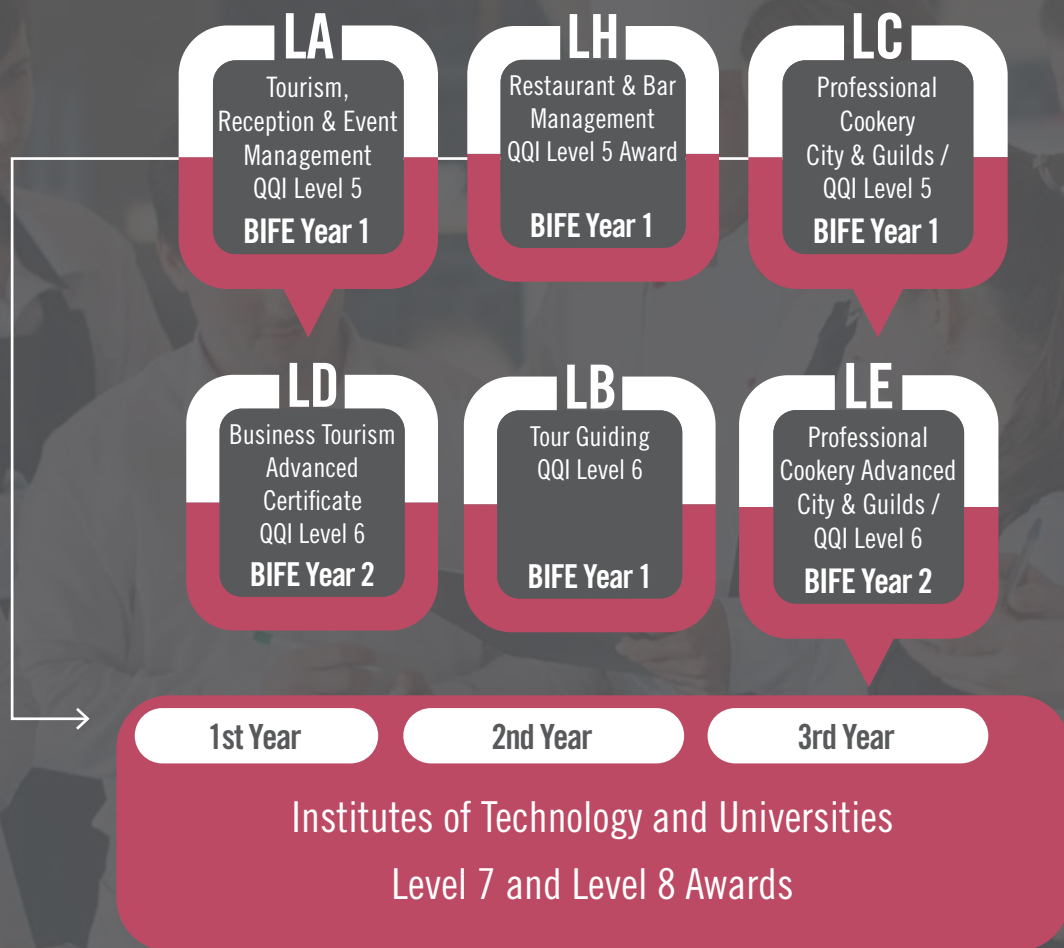 LA
Tourism,
Reception & Event
Management
QQI Level 5
BIFE Year 1
LH
Restaurant & Bar
Management
QQI Level 5 Award
BIFE Year 1
LC
Professional
Cookery
City & Guilds /
QQI Level 5
BIFE Year 1
LD
Business Tourism
Advanced
Certificate
QQI Level 6
BIFE Year 2
LB
Tour Guiding
QQI Level 6
BIFE Year 1
LE
Professional
Cookery Advanced
City & Guilds /
QQI Level 6
BIFE Year 2
1st Year
2nd Year
3rd Year
Institutes of Technology and Universities
Level 7 and Level 8 Awards